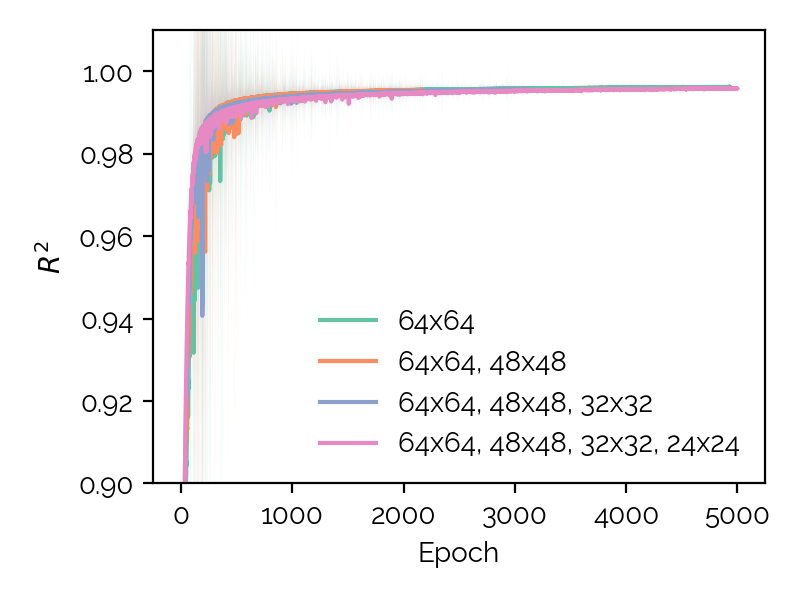 1.00
0.98
0.96
0.94
0.92
0.90
R²
64x64
64x64, 48x48
64x64, 48x48, 32x32
64x64, 48x48, 32x32, 24x24
0 1000 2000 3000 4000 5000
Epoch